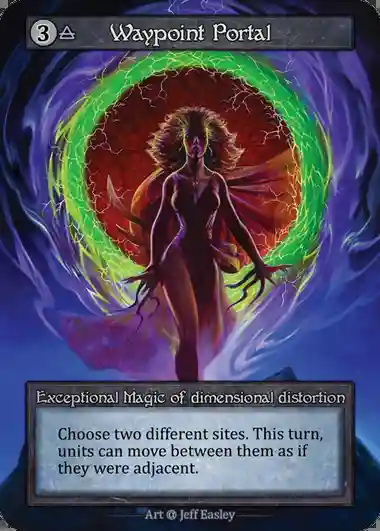 3 Waypoint Portal
Exceptional Magic of dimensional distortion
Choose two different sites. This turn,
units can move between them as if
they were adjacent.
Art @ Jeff Easley